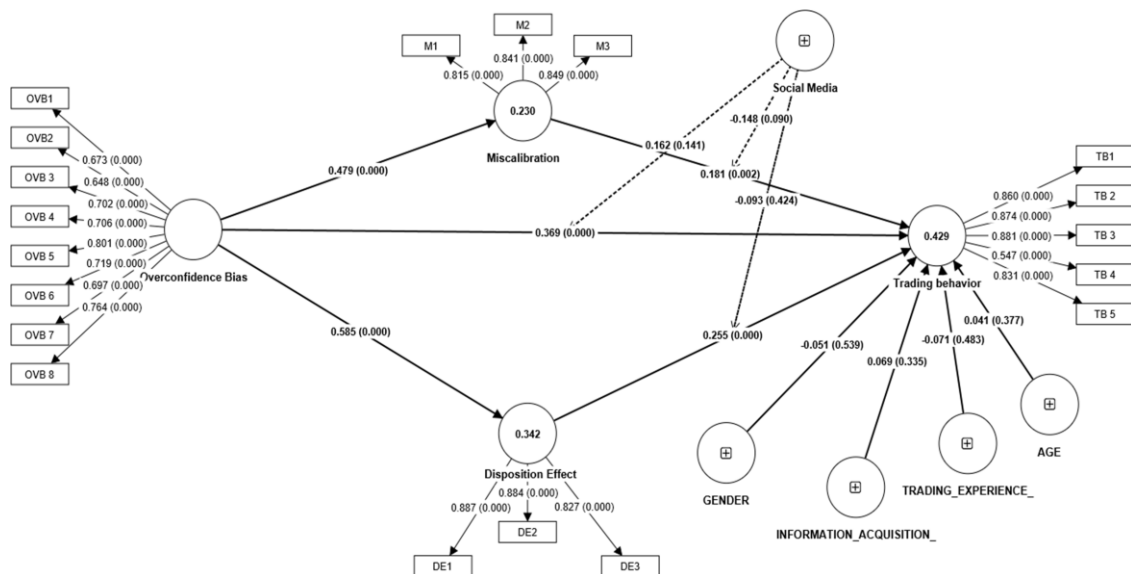 M1
M2
M3
0.815 (0.000)
0.841 (0.000)
0.849 (0.000)
0.230
Miscalibration
Social Media
OVB1
OVB2
OVB 3
OVB 4
OVB 5
OVB 6
OVB 7
OVB 8
0.673 (0.000)
0.648 (0.000)
0.702 (0.000)
0.706 (0.000)
0.801 (0.000)
0.719 (0.000)
0.697 (0.000)
0.764 (0.000)
Overconfidence Bias
0.479 (0.000)
0.369 (0.000)
0.585 (0.000)
-0.148 (0.090)
0.162 (0.141)
0.181 (0.002)
-0.093 (0.424)
0.255 (0.000)
0.429
Trading behavior
0.860 (0.000)
0.874 (0.000)
0.881 (0.000)
0.547 (0.000)
0.831 (0.000)
TB1
TB 2
TB 3
TB 4
TB 5
-0.051 (0.539)
0.069 (0.335)
-0.071 (0.483)
0.041 (0.377)
GENDER
INFORMATION_ACQUISITION_
TRADING_EXPERIENCE_
AGE
0.342
Disposition Effect
0.887 (0.000)
0.884 (0.000)
0.827 (0.000)
DE1
DE2
DE3